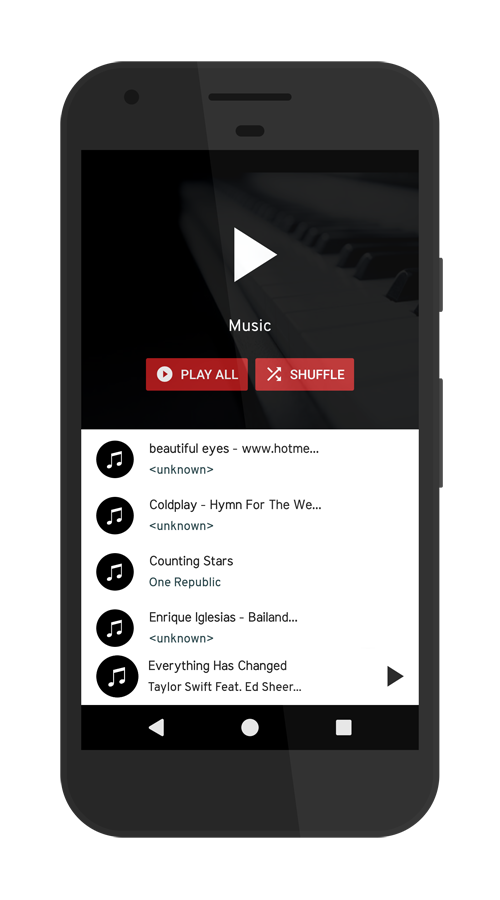 Music
PLAY ALL
SHUFFLE
beautiful eyes - www.hotme...
<unknown>
Coldplay - Hymn For The We...
<unknown>
Counting Stars
One Republic
Enrique Iglesias - Bailand...
<unknown>
Everything Has Changed
Taylor Swift Feat. Ed Sheer...